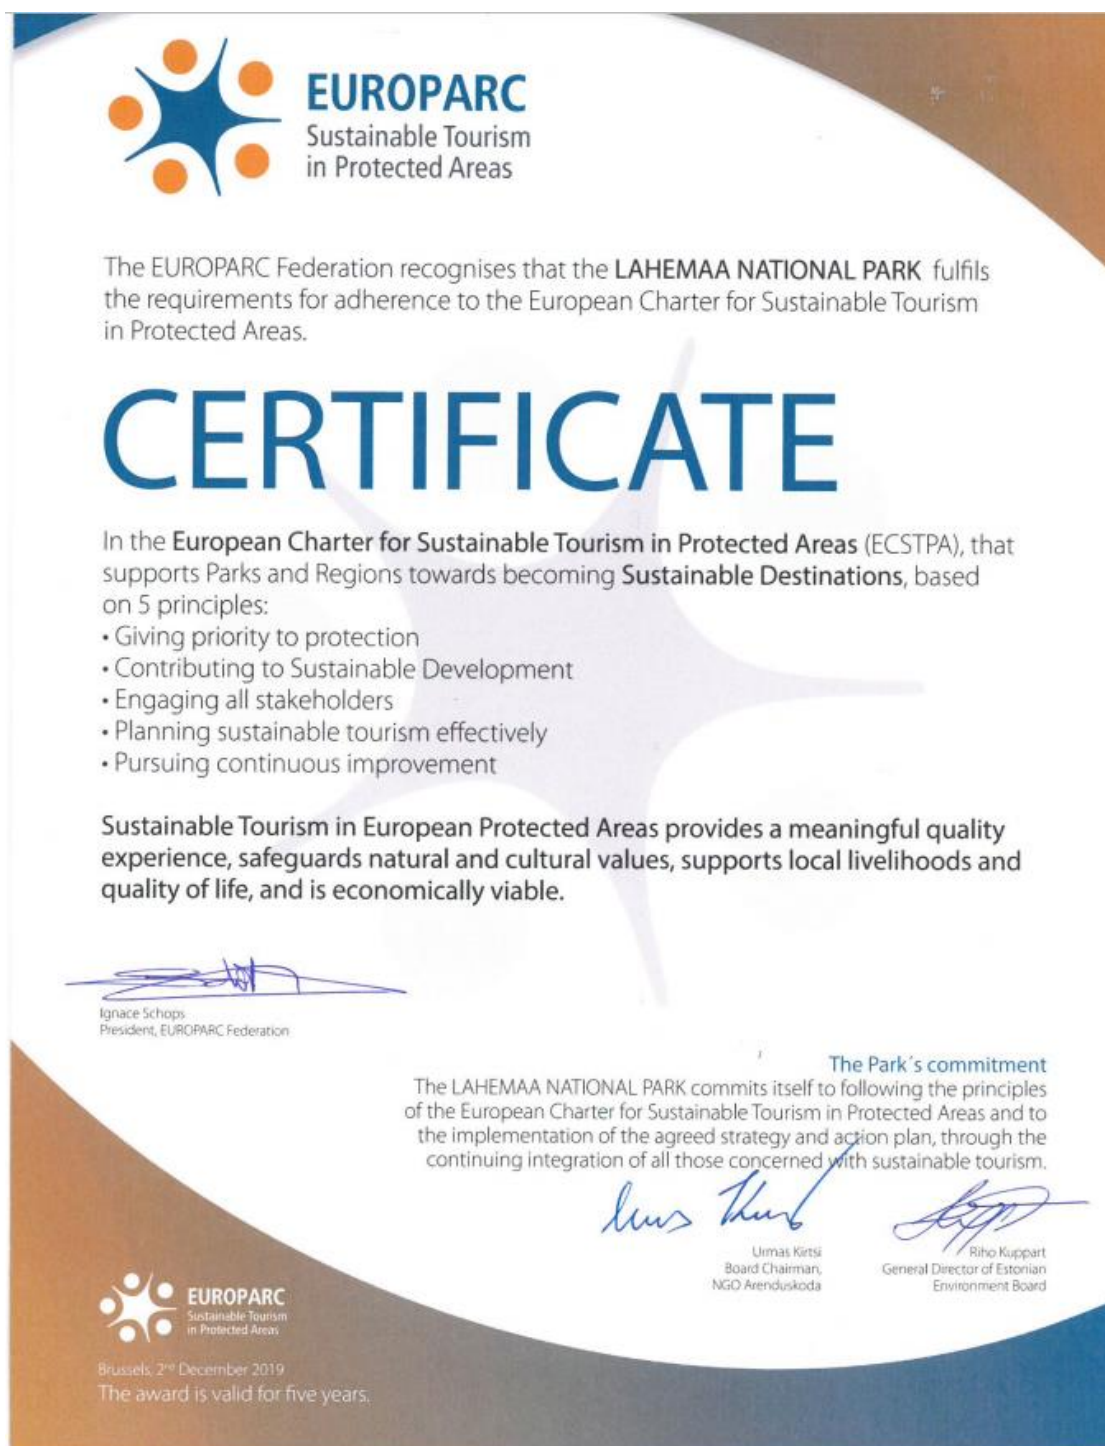 EUROPARC
Sustainable Tourism
in Protected Areas
The EUROPARC Federation recognises that the LAHEMAA NATIONAL PARK fulfils
the requirements for adherence to the European Charter for Sustainable Tourism
in Protected Areas.
CERTIFICATE
In the European Charter for Sustainable Tourism in Protected Areas (ECSTPA), that
supports Parks and Regions towards becoming Sustainable Destinations, based
on 5 principles:
• Giving priority to protection
• Contributing to Sustainable Development
• Engaging all stakeholders
• Planning sustainable tourism effectively
• Pursuing continuous improvement
Sustainable Tourism in European Protected Areas provides a meaningful quality
experience, safeguards natural and cultural values, supports local livelihoods and
quality of life, and is economically viable.
Ignace Schops
President, EUROPARC Federation
The Park´s commitment
The LAHEMAA NATIONAL PARK commits itself to following the principles
of the European Charter for Sustainable Tourism in Protected Areas and to
the implementation of the agreed strategy and action plan, through the
continuing integration of all those concerned with sustainable tourism.
Urmas Kirtsi
Board Chairman,
NGO Arenduskoda
Riho Kuppart
General Director of Estonian
Environment Board
EUROPARC
Sustainable Tourism
in Protected Areas
Brussels, 2nd December 2019
The award is valid for five years.